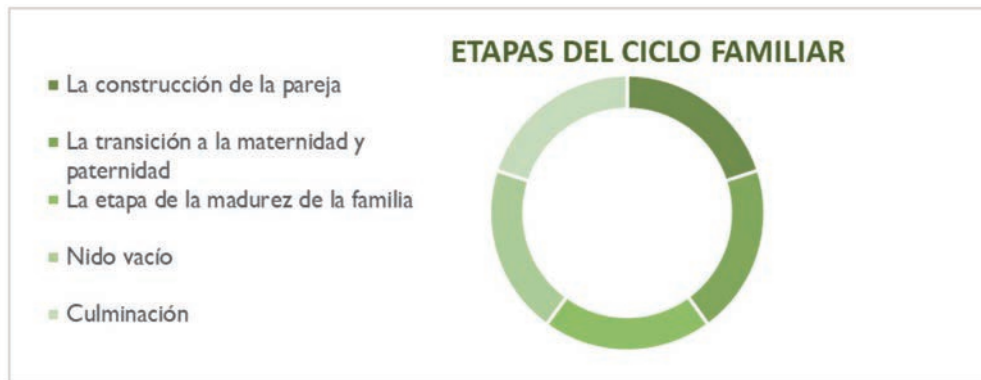 ETAPAS DEL CICLO FAMILIAR
La construcción de la pareja
La transición a la maternidad y
paternidad
La etapa de la madurez de la familia
Nido vacío
Culminación